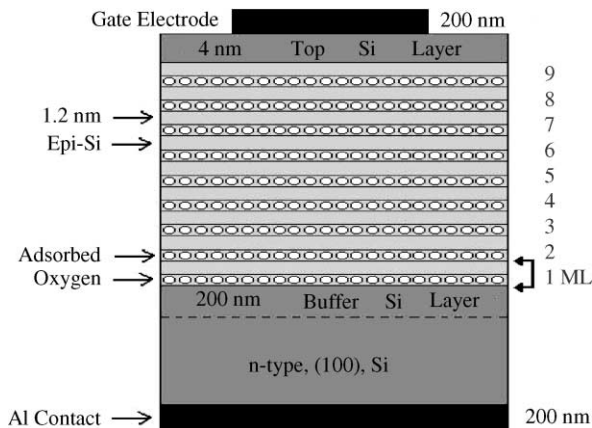 Gate Electrode 200 nm
4 nm Top Si Layer
9
8
1.2 nm
7
Epi-Si
6
5
4
3
Adsorbed 2
Oxygen 1 ML
200 nm Buffer Si Layer
n-type, (100), Si
Al Contact 200 nm